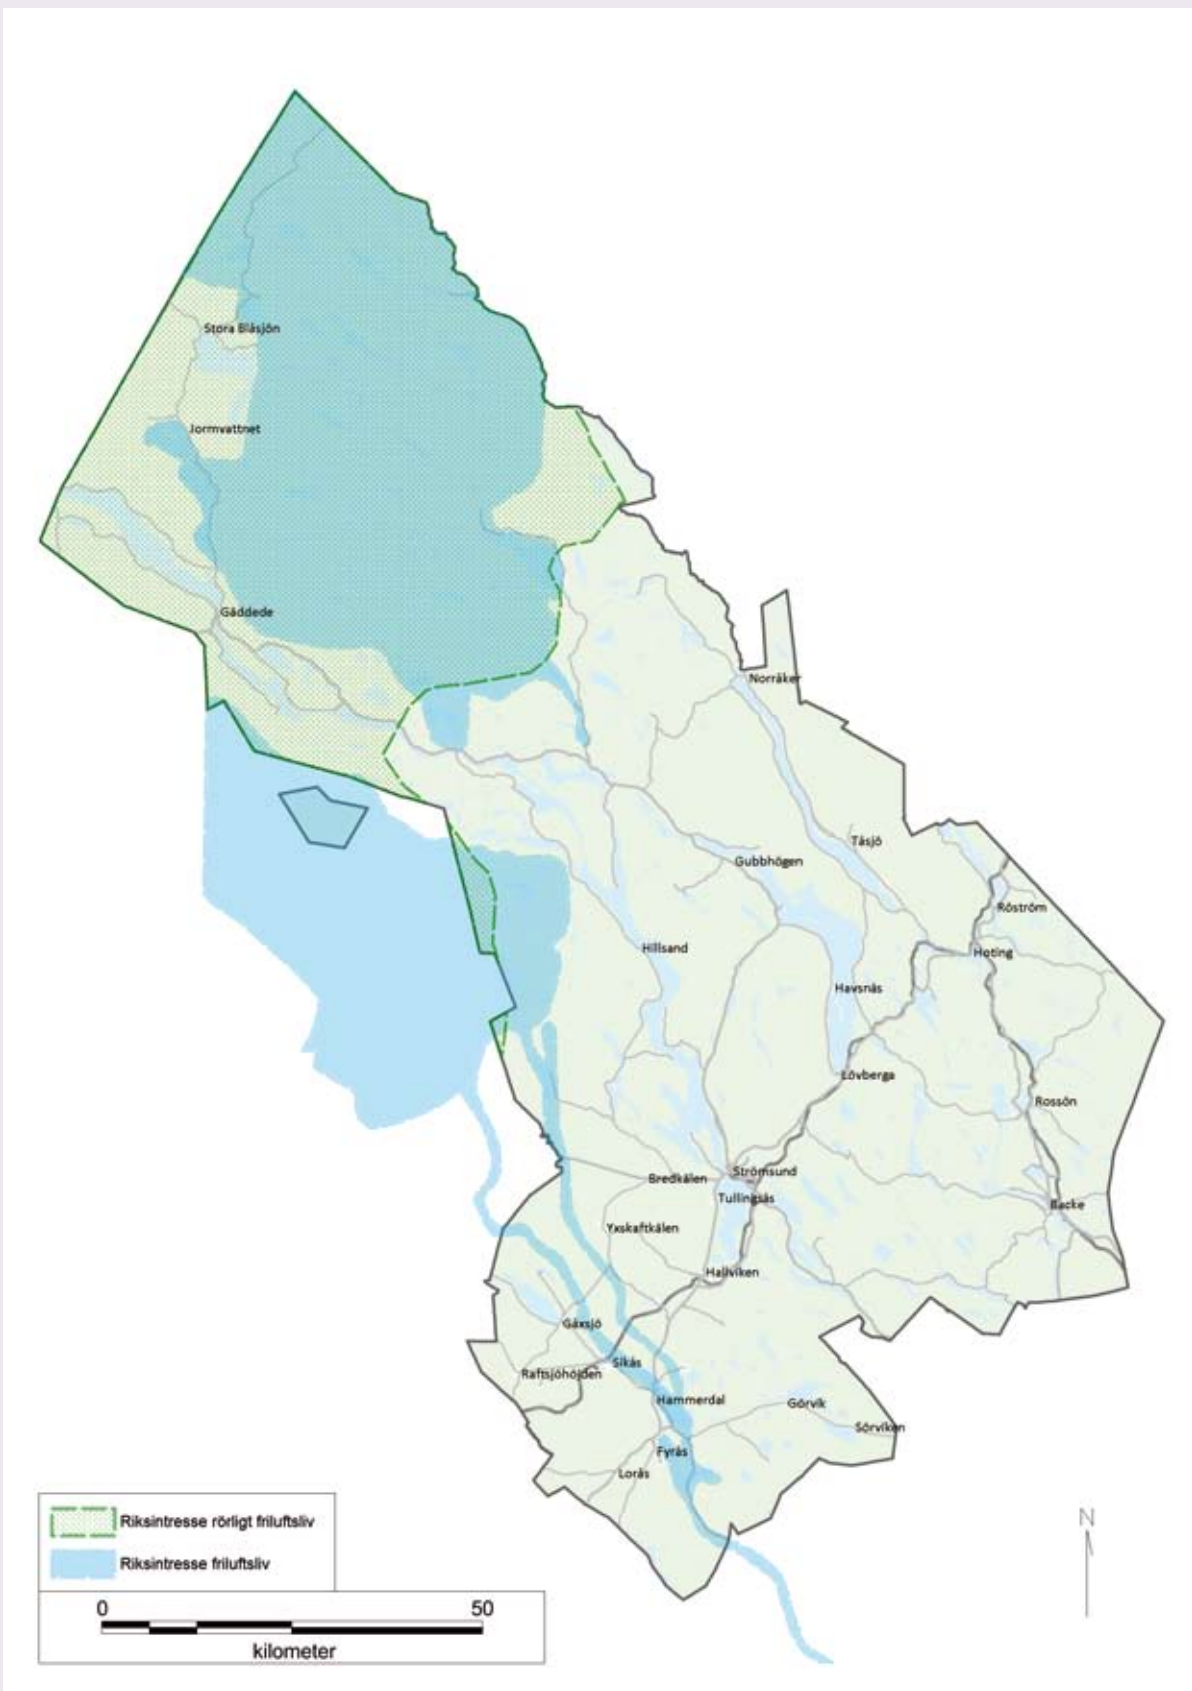 Stora Blåsjön
Jormvattnet
Gäddede
Norråker
Tåsjö
Gubbhögen
Röström
Hillsand
Hoting
Havsnäs
Lövberga
Rossön
Strömsund
Bredkälen
Tullingsås
Backe
Yxskaftkälen
Hallviken
Gåxsjö
Sikås
Raftsjöhöjden
Hammerdal
Görvik
Sörviken
Fyrås
Lorås
Riksintresse rörligt friluftsliv
Riksintresse friluftsliv
N
0 50
kilometer